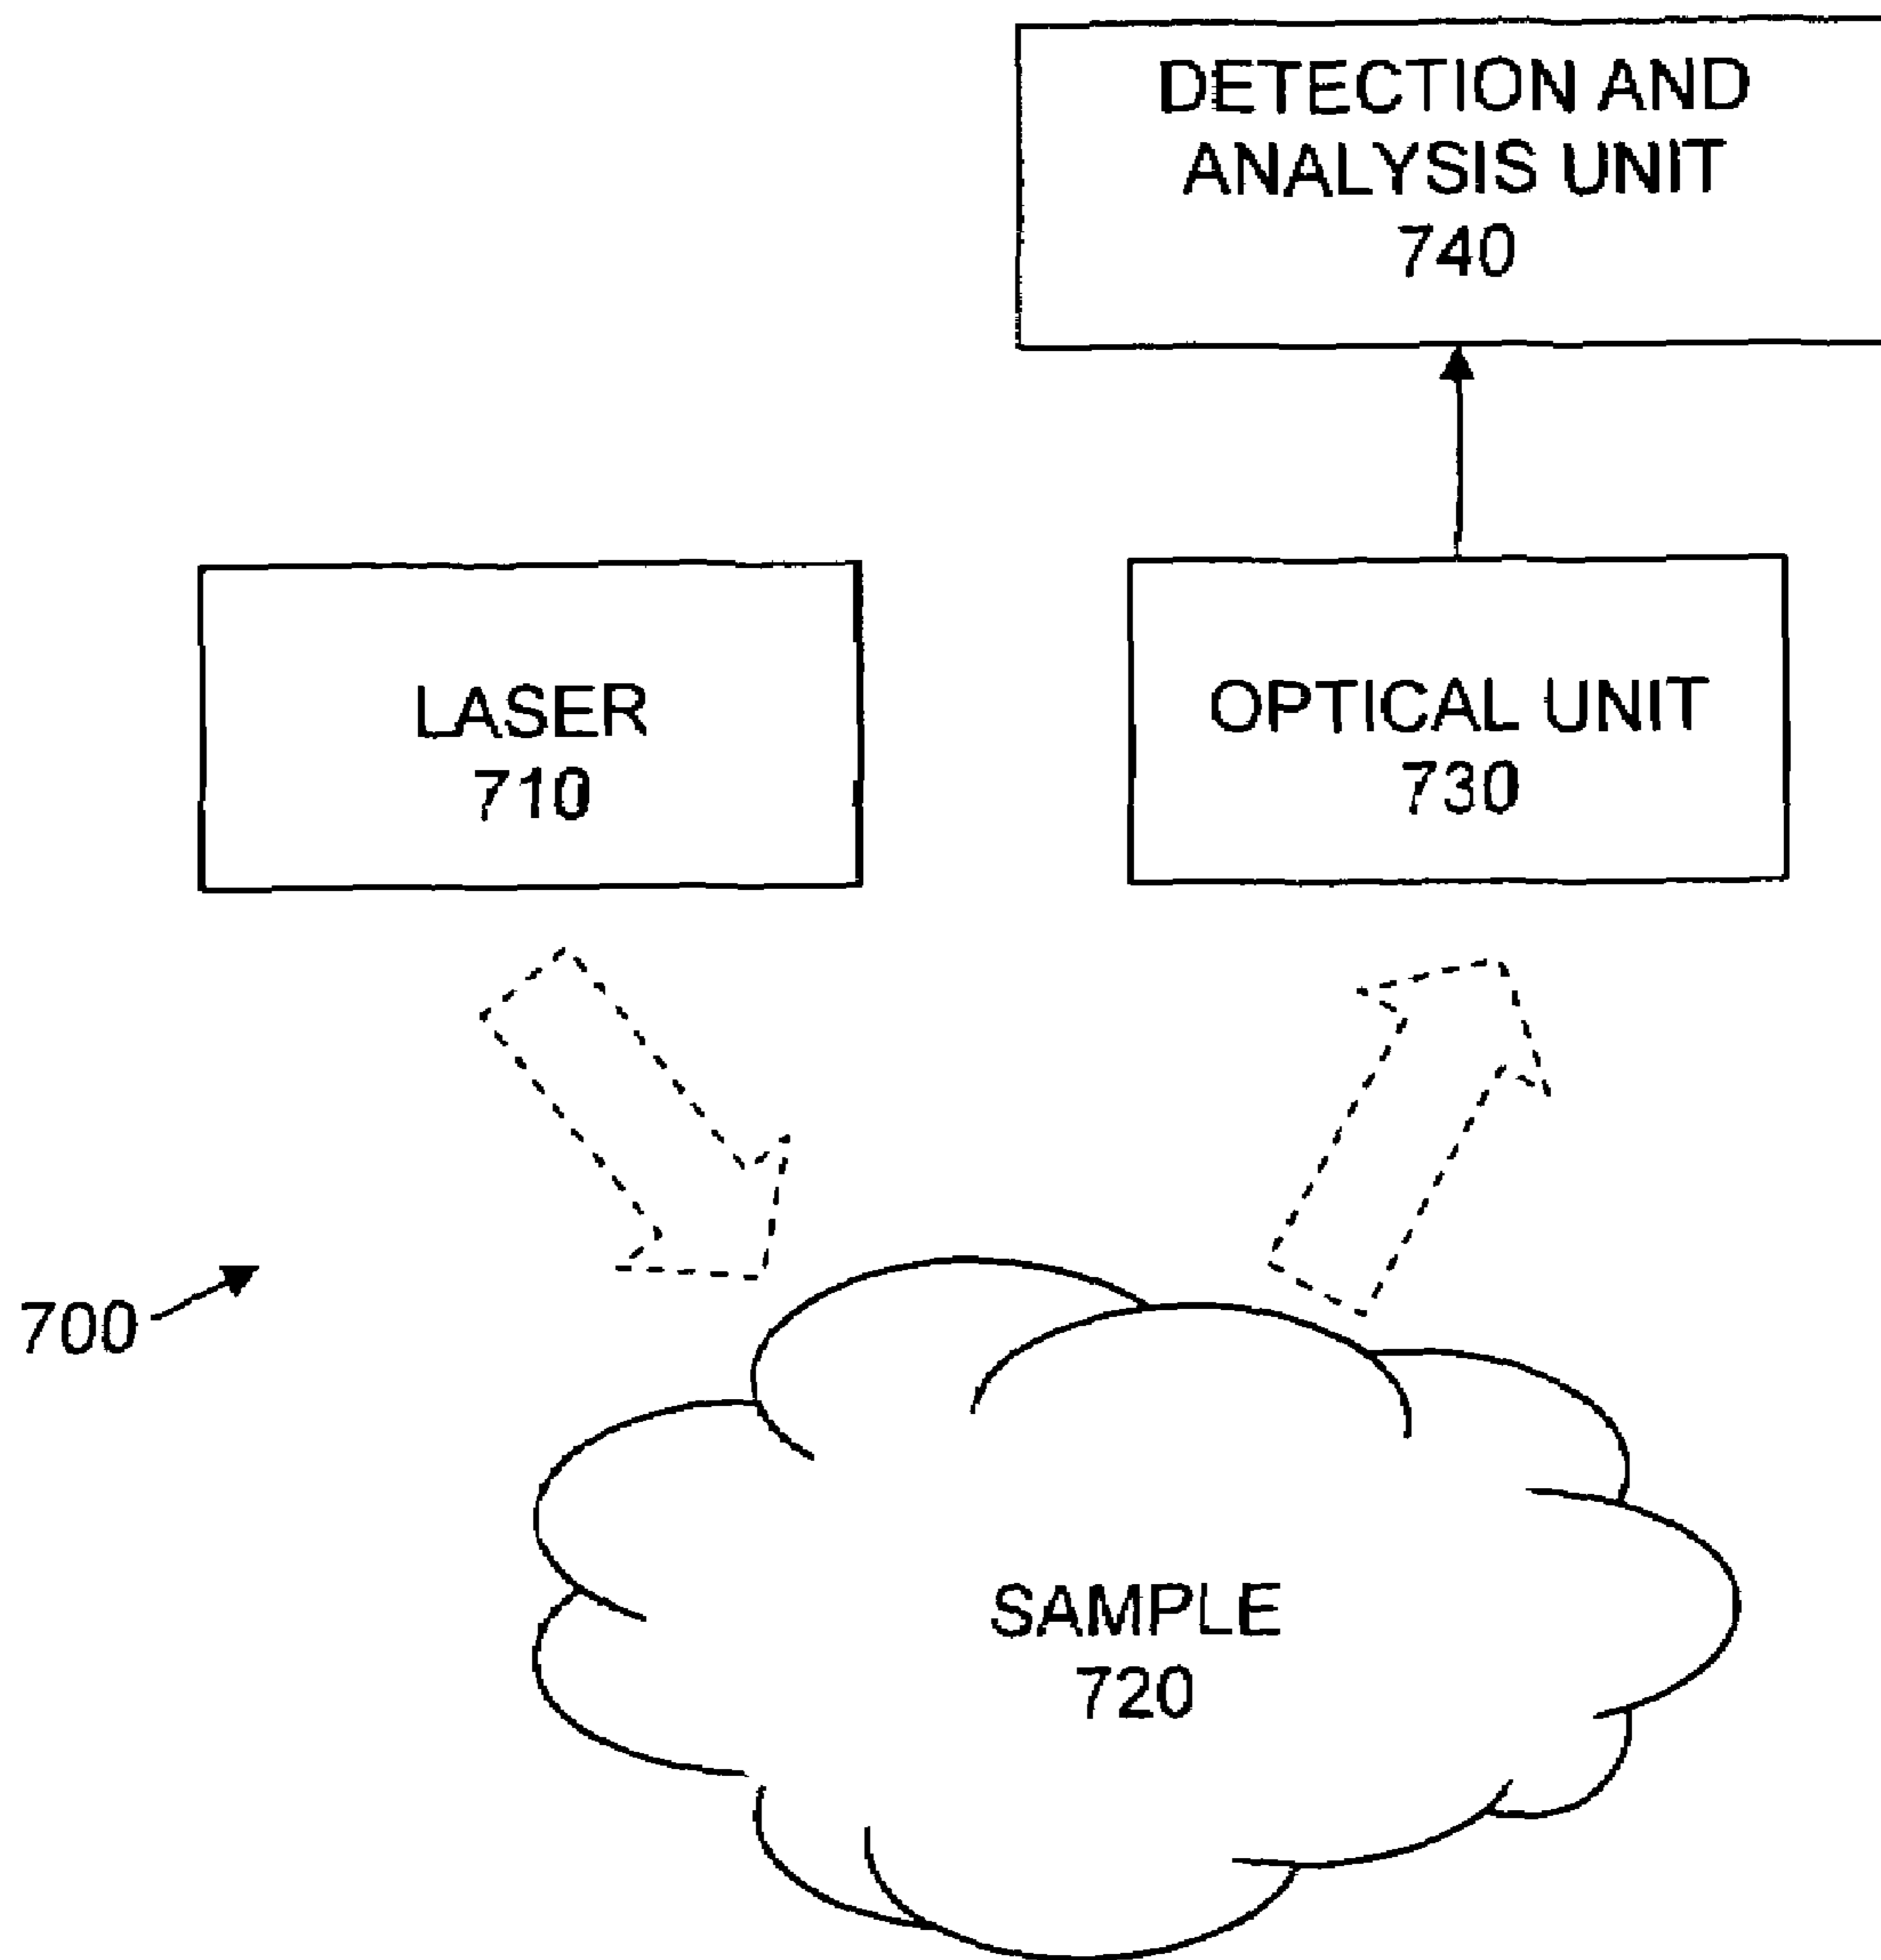 DETECTION AND
ANALYSIS UNIT
740
LASER
710
OPTICAL UNIT
730
700
SAMPLE
720